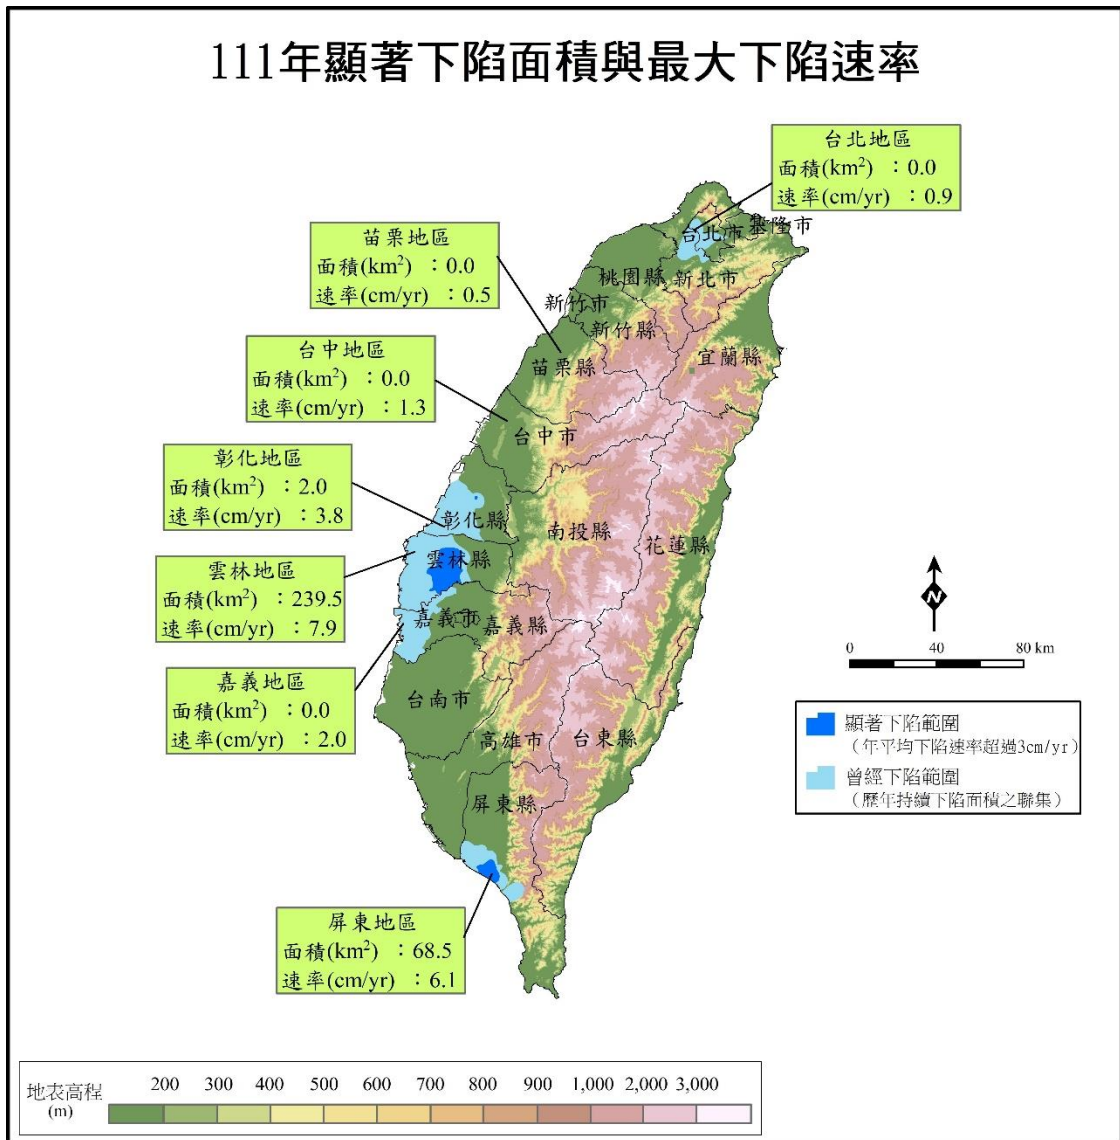 111年顯著下陷面積與最大下陷速率
台北地區
面積(km²)：0.0
速率(cm/yr)：0.9
苗栗地區
面積(km²)：0.0
速率(cm/yr)：0.5
台中地區
面積(km²)：0.0
速率(cm/yr)：1.3
彰化地區
面積(km²)：2.0
速率(cm/yr)：3.8
雲林地區
面積(km²)：239.5
速率(cm/yr)：7.9
嘉義地區
面積(km²)：0.0
速率(cm/yr)：2.0
屏東地區
面積(km²)：68.5
速率(cm/yr)：6.1
基隆市
台北市
桃園縣
新北市
新竹市
新竹縣
宜蘭縣
苗栗縣
台中市
彰化縣
南投縣
花蓮縣
雲林縣
嘉義市
嘉義縣
台南市
高雄市
台東縣
屏東縣
N
0 40 80 km
顯著下陷範圍
（年平均下陷速率超過3cm/yr）
曾經下陷範圍
（歷年持續下陷面積之聯集）
地表高程
(m)
200 300 400 500 600 700 800 900 1,000 2,000 3,000